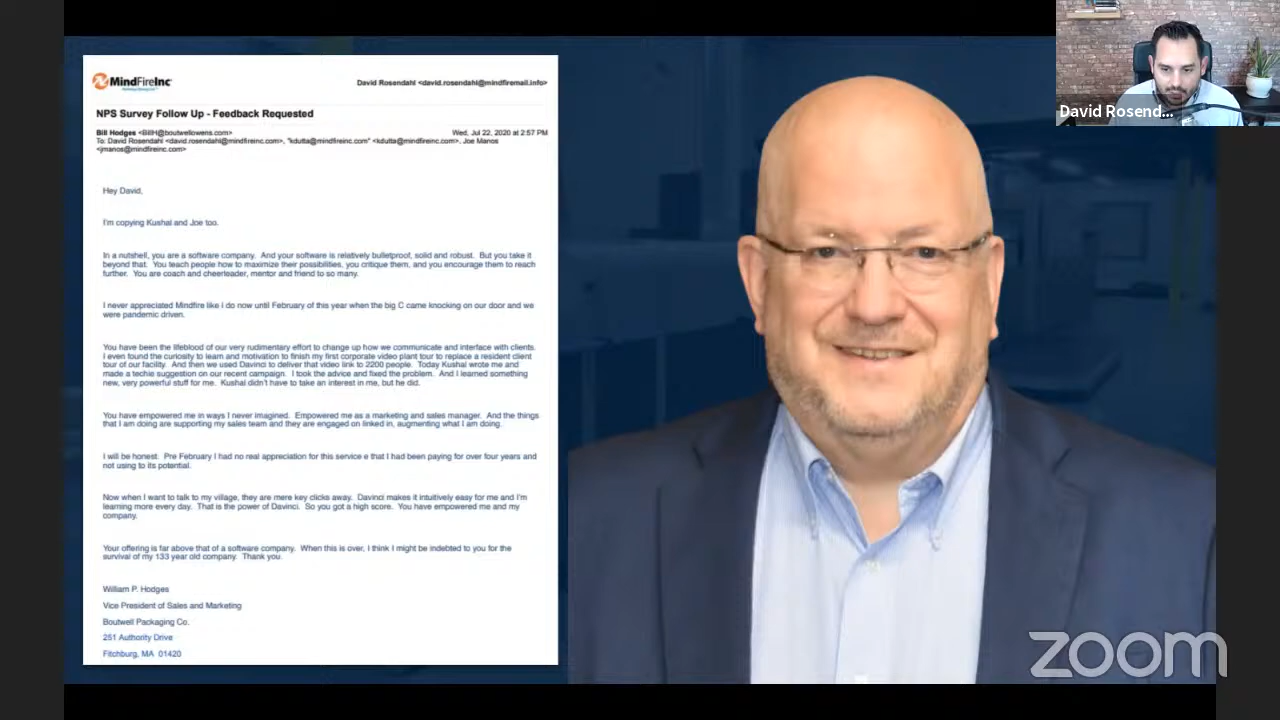 MindFireInc
David Rosendahl <david.rosendahl@mindfiremail.info>
NPS Survey Follow Up - Feedback Requested
Bill Hodges <BillH@boutwellowens.com>
Wed, Jul 22, 2020 at 2:57 PM
To: David Rosendahl <david.rosendahl@mindfireinc.com>, "kdutta@mindfireinc.com" <kdutta@mindfireinc.com>, Joe Manos
<jmanos@mindfireinc.com>
Hey David,
I'm copying Kushal and Joe too.
In a nutshell, you are a software company. And your software is relatively bulletproof, solid and robust. But you take it
beyond that. You teach people how to maximize their possibilities, you critique them, and you encourage them to reach
further. You are coach and cheerleader, mentor and friend to so many.
I never appreciated Mindfire like I do now until February of this year when the big C came knocking on our door and we
were pandemic driven.
You have been the lifeblood of our very rudimentary effort to change up how we communicate and interface with clients.
I even found the curiosity to learn and motivation to finish my first corporate video plant tour to replace a resident client
tour of our facility. And then we used Davinci to deliver that video link to 2200 people. Today Kushal wrote me and
made a techie suggestion on our recent campaign. I took the advice and fixed the problem. And I learned something
new, very powerful stuff for me. Kushal didn't have to take an interest in me, but he did.
You have empowered me in ways I never imagined. Empowered me as a marketing and sales manager. And the things
that I am doing are supporting my sales team and they are engaged on linked in, augmenting what I am doing.
I will be honest. Pre February I had no real appreciation for this service e that I had been paying for over four years and
not using to its potential.
Now when I want to talk to my village, they are mere key clicks away. Davinci makes it intuitively easy for me and I'm
learning more every day. That is the power of Davinci. So you got a high score. You have empowered me and my
company.
Your offering is far above that of a software company. When this is over, I think I might be indebted to you for the
survival of my 133 year old company. Thank you.
William P. Hodges
Vice President of Sales and Marketing
Boutwell Packaging Co.
251 Authority Drive
Fitchburg, MA 01420
David Rosend...
zoom